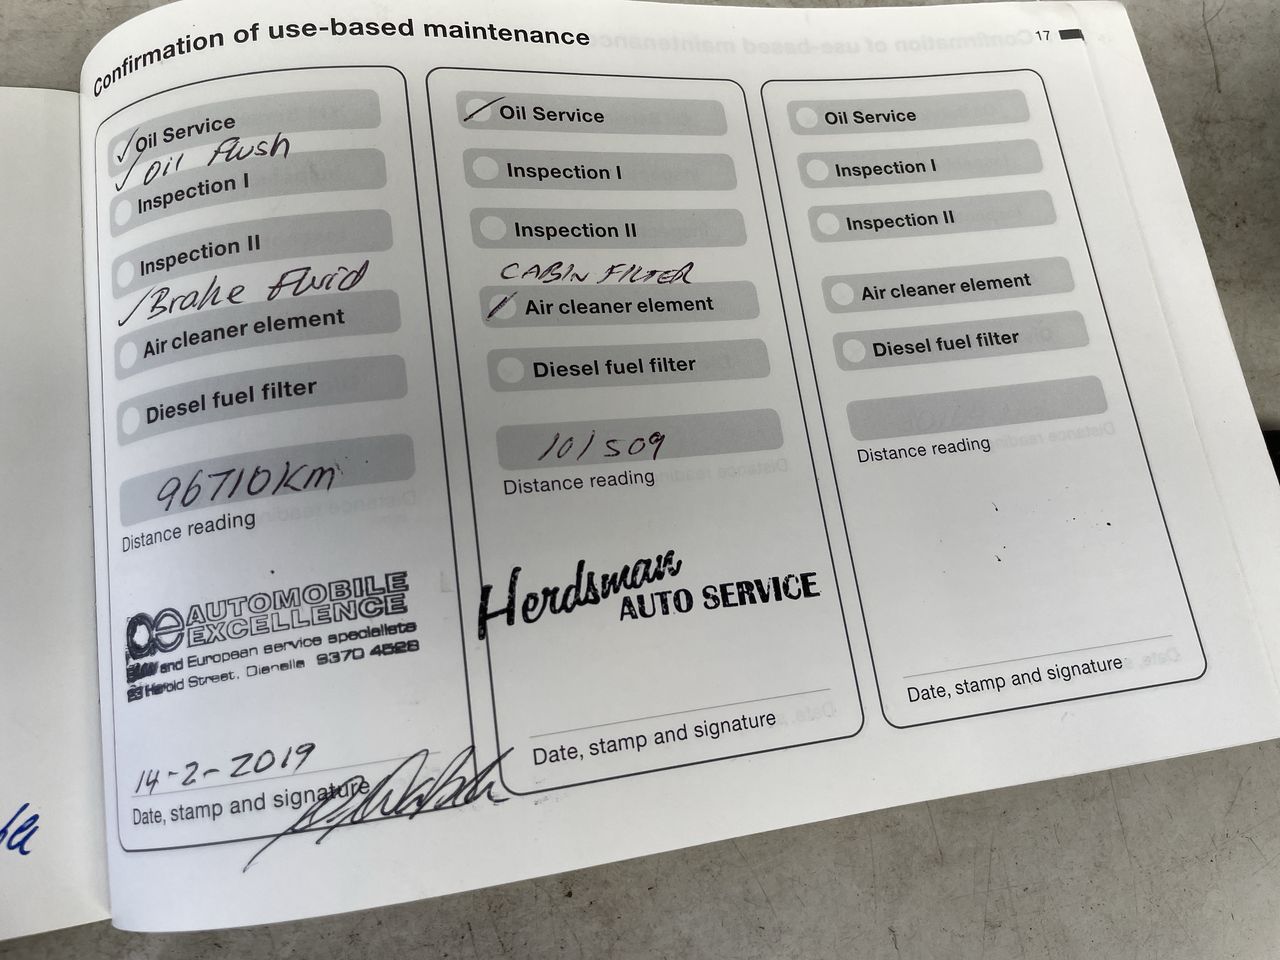 Confirmation of use-based maintenance
17
Oil Service
Oil Flush
Inspection I
Inspection II
Brake Fluid
Air cleaner element
Diesel fuel filter
96710km
Distance reading
ae AUTOMOBILE
EXCELLENCE
BMW and European service specialists
Herold Street, Dianella 9370 4528
14-2-2019
Date, stamp and signature
Oil Service
Inspection I
Inspection II
CABIN FILTER
Air cleaner element
Diesel fuel filter
101509
Distance reading
Herdsman
AUTO SERVICE
Date, stamp and signature
Oil Service
Inspection I
Inspection II
Air cleaner element
Diesel fuel filter
Distance reading
Date, stamp and signature